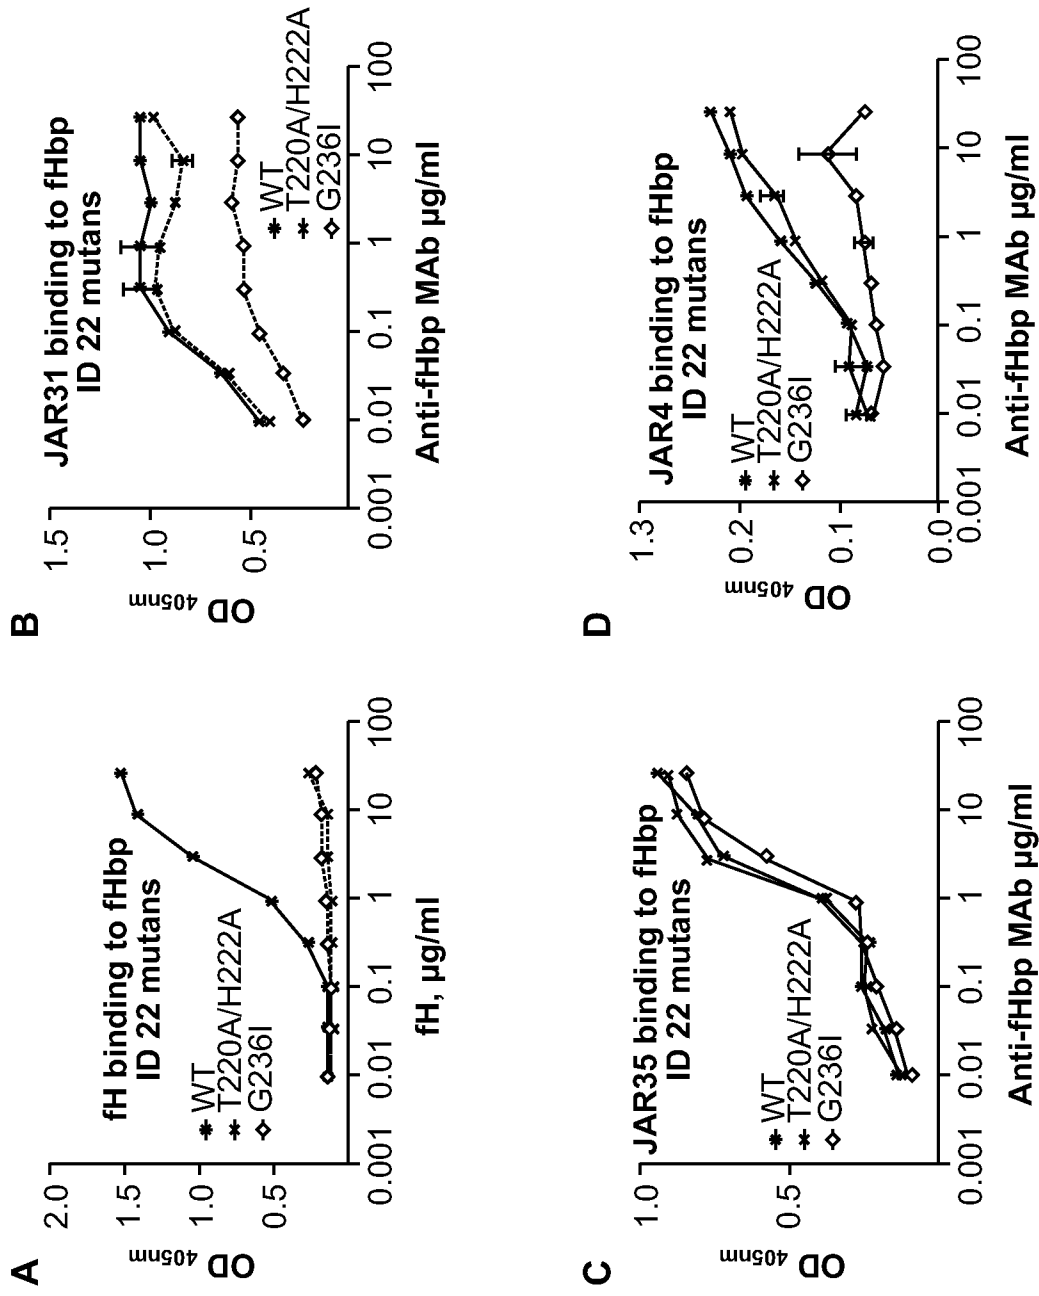 A
fH binding to fHbp
ID 22 mutans
WT
T220A/H222A
G236I
2.0
1.5
1.0
0.5
OD 405nm
0.001
0.01
0.1
1
10
100
fH, µg/ml
B
JAR31 binding to fHbp
ID 22 mutans
WT
T220A/H222A
G236I
1.5
1.0
0.5
OD 405nm
0.001
0.01
0.1
1
10
100
Anti-fHbp MAb µg/ml
C
JAR35 binding to fHbp
ID 22 mutans
WT
T220A/H222A
G236I
1.0
0.5
OD 405nm
0.001
0.01
0.1
1
10
100
Anti-fHbp MAb µg/ml
D
JAR4 binding to fHbp
ID 22 mutans
WT
T220A/H222A
G236I
1.3
0.2
0.1
0.0
OD 405nm
0.001
0.01
0.1
1
10
100
Anti-fHbp MAb µg/ml